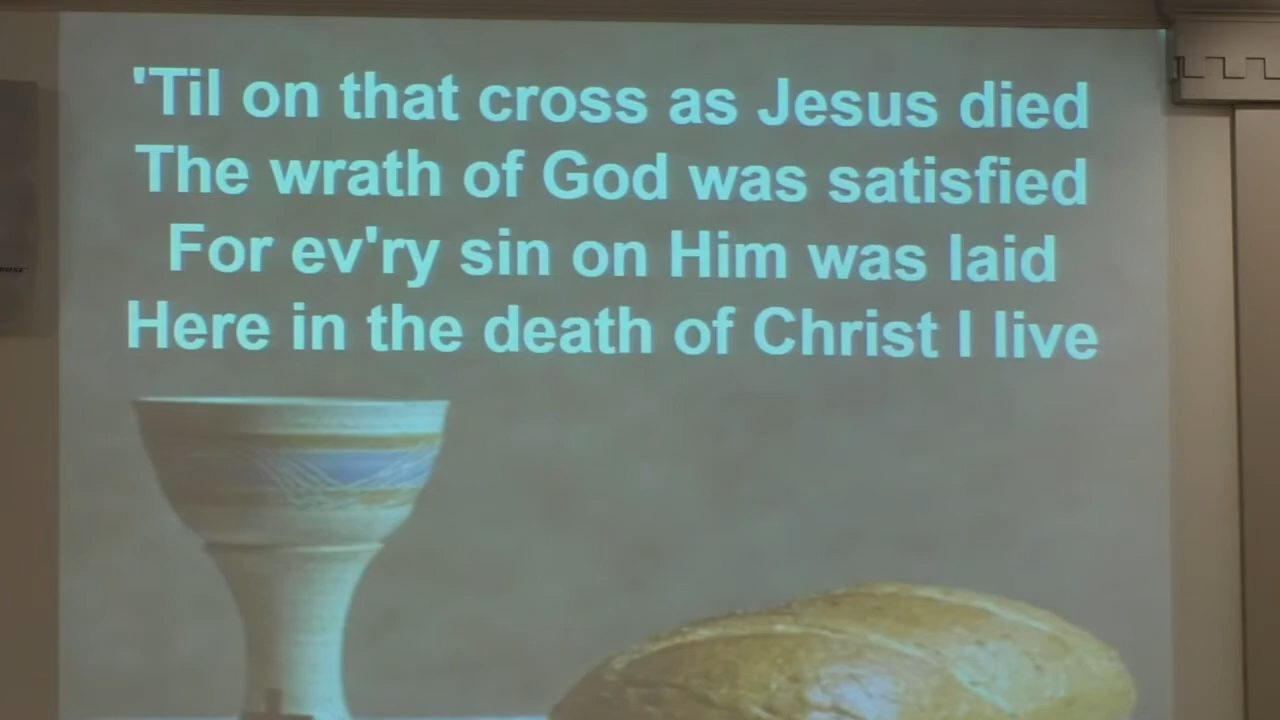 'Til on that cross as Jesus died
The wrath of God was satisfied
For ev'ry sin on Him was laid
Here in the death of Christ I live